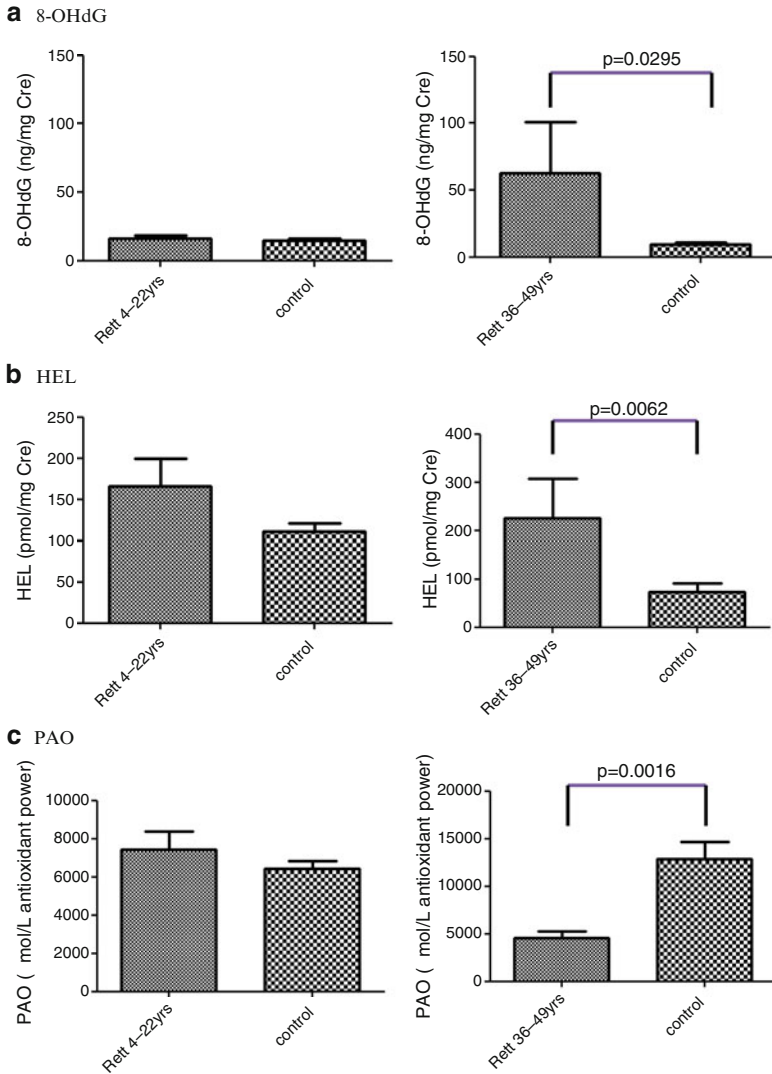 a 8-OHdG
8-OHdG (ng/mg Cre)
150
100
50
0
Rett 4–22yrs
control
8-OHdG (ng/mg Cre)
150
100
50
0
p=0.0295
Rett 36–49yrs
control
b HEL
HEL (pmol/mg Cre)
250
200
150
100
50
0
Rett 4–22yrs
control
HEL (pmol/mg Cre)
400
300
200
100
0
p=0.0062
Rett 36–49yrs
control
c PAO
PAO ( mol/L antioxidant power)
10000
8000
6000
4000
2000
0
Rett 4–22yrs
control
PAO ( mol/L antioxidant power)
20000
15000
10000
5000
0
p=0.0016
Rett 36–49yrs
control